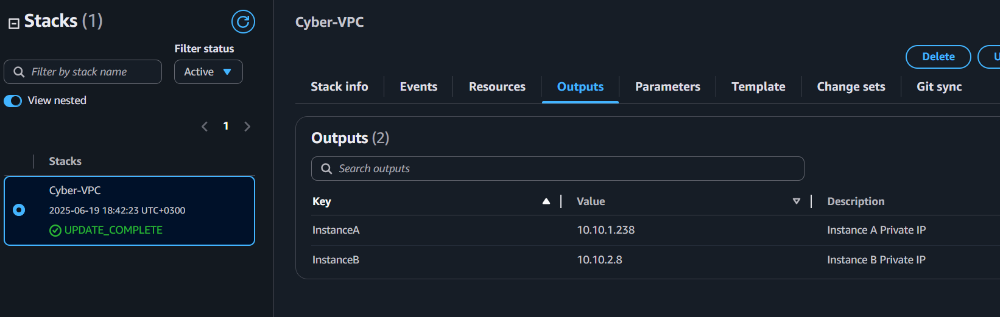 Stacks (1)
Filter status
Filter by stack name
Active
View nested
1
Stacks
Cyber-VPC
2025-06-19 18:42:23 UTC+0300
UPDATE_COMPLETE
Cyber-VPC
Delete
U
Stack info Events Resources Outputs Parameters Template Change sets Git sync
Outputs (2)
Search outputs
Key Value Description
InstanceA 10.10.1.238 Instance A Private IP
InstanceB 10.10.2.8 Instance B Private IP